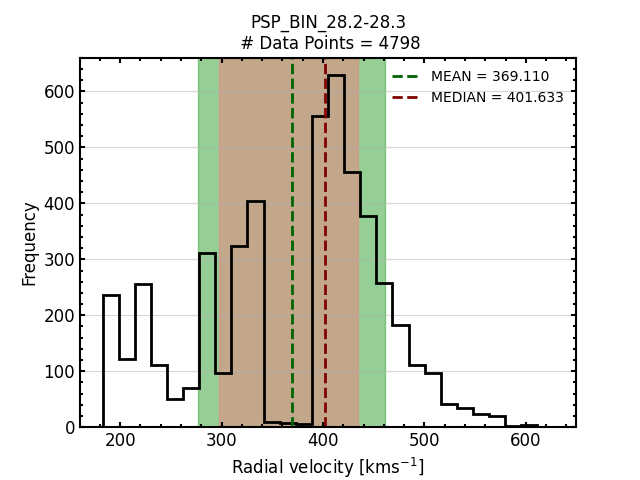 PSP_BIN_28.2-28.3
# Data Points = 4798
MEAN = 369.110
MEDIAN = 401.633
600
500
400
300
200
100
0
Frequency
200
300
400
500
600
Radial velocity [kms⁻¹]